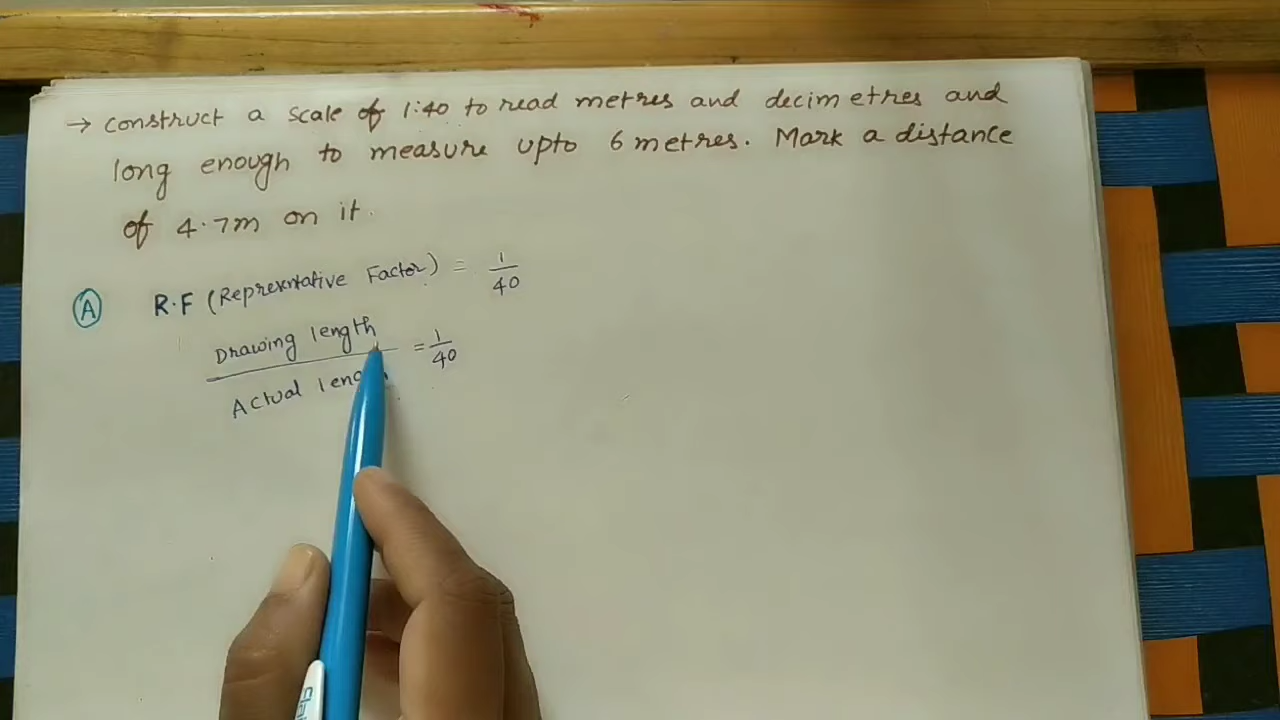 → construct a scale of 1:40 to read metres and decimetres and
long enough to measure upto 6 metres. Mark a distance
of 4.7m on it.
A R.F (Representative Factor) = 1/40
Drawing length / Actual = 1/40